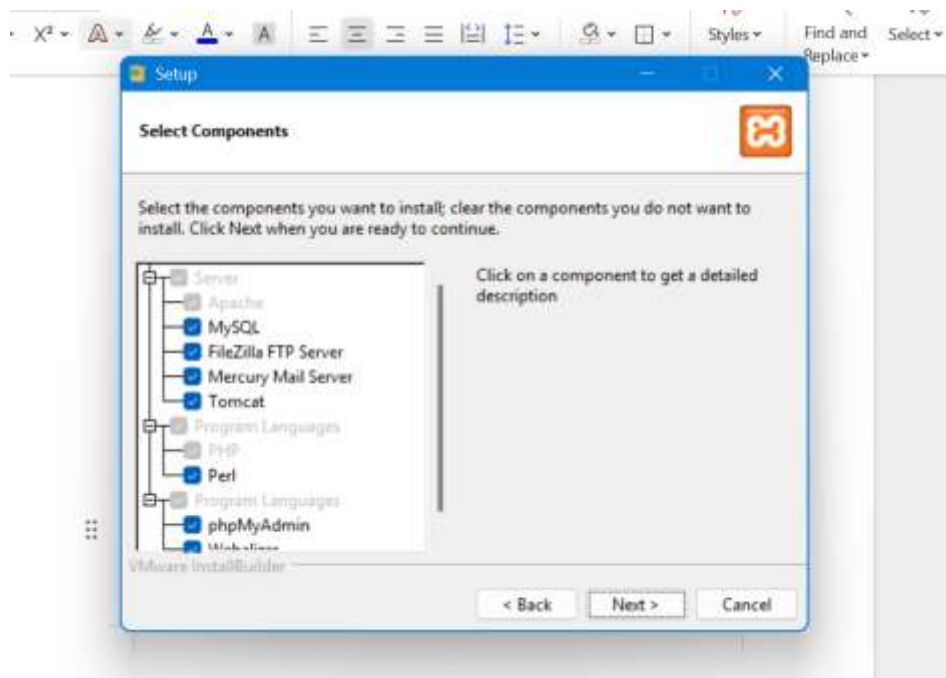 Styles
Find and
Replace
Select
Setup
Select Components
Select the components you want to install; clear the components you do not want to
install. Click Next when you are ready to continue.
Server
Apache
MySQL
FileZilla FTP Server
Mercury Mail Server
Tomcat
Program Languages
PHP
Perl
Program Languages
phpMyAdmin
Webalizer
Click on a component to get a detailed
description
VMware InstallBuilder
< Back
Next >
Cancel